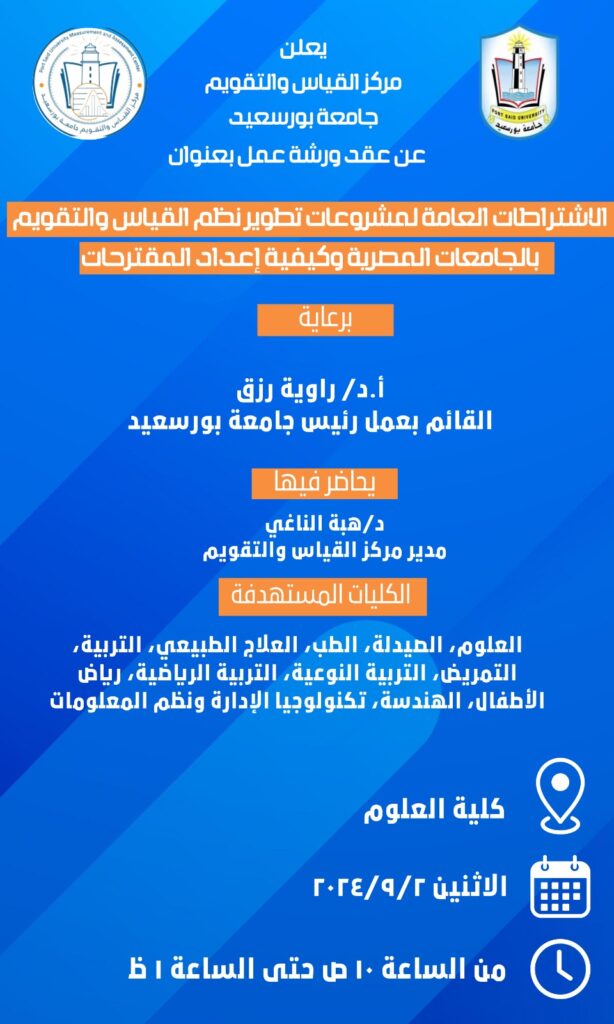 يعلن
مركز القياس والتقويم
جامعة بورسعيد
عن عقد ورشة عمل بعنوان
Port Said University Measurement and Assessment Center
مركز القياس والتقويم جامعة بورسعيد
PORT SAID UNIVERSITY
جامعة بورسعيد
الاشتراطات العامة لمشروعات تطوير نظم القياس والتقويم
بالجامعات المصرية وكيفية إعداد المقترحات
برعاية
أ.د/ راوية رزق
القائم بعمل رئيس جامعة بورسعيد
يحاضر فيها
د/هبة الناغي
مدير مركز القياس والتقويم
الكليات المستهدفة
العلوم، الصيدلة، الطب، العلاج الطبيعي، التربية،
التمريض، التربية النوعية، التربية الرياضية، رياض
الأطفال، الهندسة، تكنولوجيا الإدارة ونظم المعلومات
كلية العلوم
الاثنين ٢٠٢٤/٩/٢
من الساعة ١٠ ص حتى الساعة ١ ظ